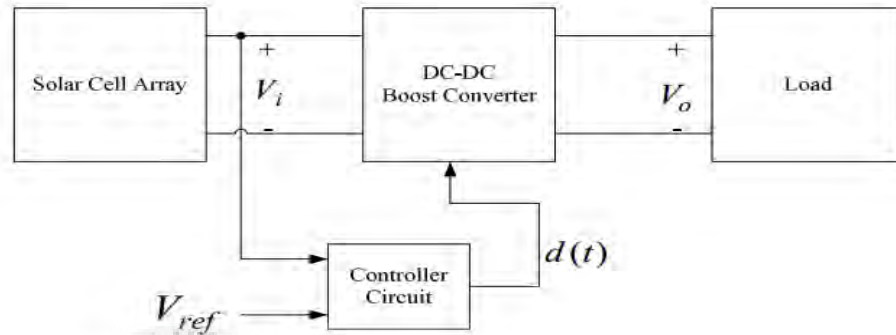 Solar Cell Array
+
V_i
-
DC-DC
Boost Converter
+
V_o
-
Load
Controller
Circuit
d(t)
V_ref